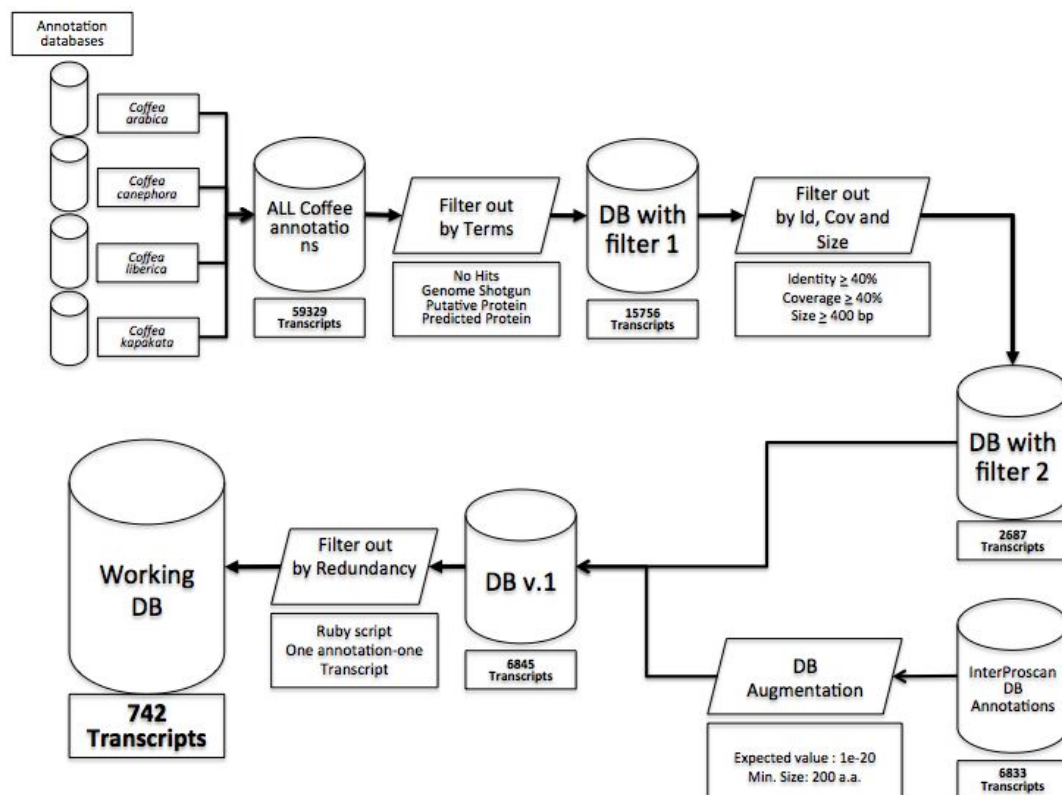 Annotation
databases
Coffea
arabica
Coffea
canephora
Coffea
liberica
Coffea
kapakata
ALL Coffee
annotatio
ns
59329
Transcripts
Filter out
by Terms
No Hits
Genome Shotgun
Putative Protein
Predicted Protein
DB with
filter 1
15756
Transcripts
Filter out
by Id, Cov and
Size
Identity ≥ 40%
Coverage ≥ 40%
Size ≥ 400 bp
DB with
filter 2
2687
Transcripts
InterProscan
DB
Annotations
6833
Transcripts
DB
Augmentation
Expected value : 1e-20
Min. Size: 200 a.a.
DB v.1
6845
Transcripts
Filter out
by Redundancy
Ruby script
One annotation-one
Transcript
Working
DB
742
Transcripts